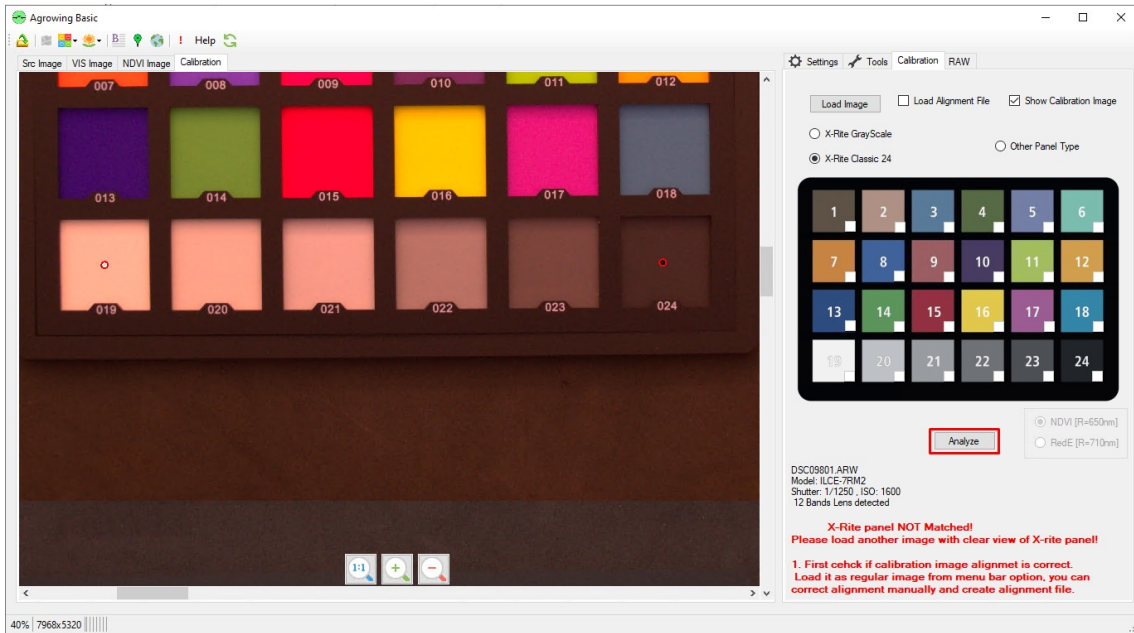 Agrowing Basic
Help
Src Image VIS Image NDVI Image Calibration
007 008 009 010 011 012
013 014 015 016 017 018
019 020 021 022 023 024
1:1
Settings Tools Calibration RAW
Load Image Load Alignment File Show Calibration Image
X-Rite GrayScale
Other Panel Type
X-Rite Classic 24
1 2 3 4 5 6
7 8 9 10 11 12
13 14 15 16 17 18
19 20 21 22 23 24
NDVI [R=650nm]
Analyze
RedE [R=710nm]
DSC09801.ARW
Model: ILCE-7RM2
Shutter: 1/1250 , ISO: 1600
12 Bands Lens detected
X-Rite panel NOT Matched!
Please load another image with clear view of X-rite panel!
1. First cehck if calibration image alignmet is correct.
Load it as regular image from menu bar option, you can
correct alignment manually and create alignment file.
40% 7968x5320